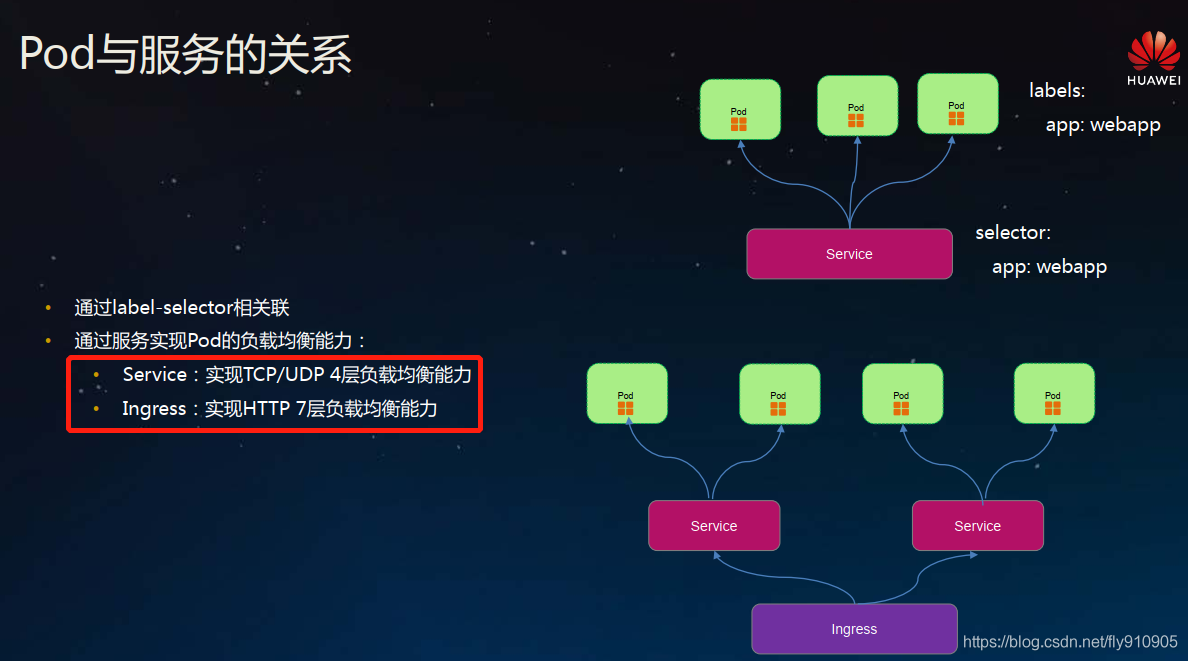 Pod与服务的关系
HUAWEI
Pod
Pod
Pod
labels:
app: webapp
Service
selector:
app: webapp
• 通过label-selector相关联
• 通过服务实现Pod的负载均衡能力：
• Service：实现TCP/UDP 4层负载均衡能力
• Ingress：实现HTTP 7层负载均衡能力
Pod
Pod
Pod
Pod
Service
Service
Ingress
https://blog.csdn.net/fly910905